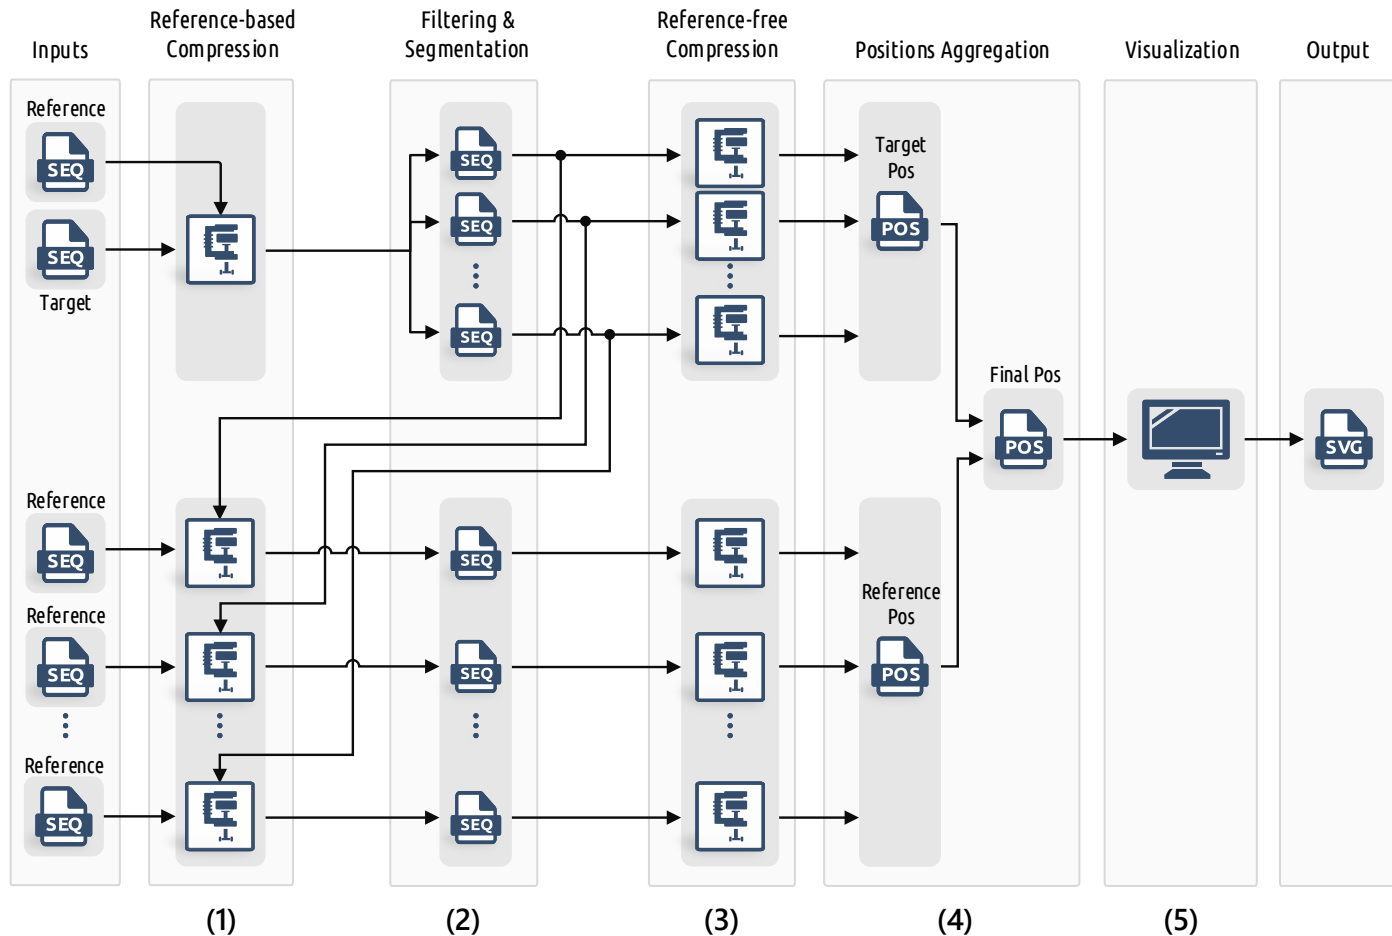 Inputs
Reference-based
Compression
Filtering &
Segmentation
Reference-free
Compression
Positions Aggregation
Visualization
Output
Reference
SEQ
SEQ
Target
SEQ
SEQ
SEQ
Target
Pos
POS
Final Pos
POS
SVG
Reference
SEQ
SEQ
Reference
SEQ
SEQ
Reference
Pos
POS
Reference
SEQ
SEQ
(1)
(2)
(3)
(4)
(5)